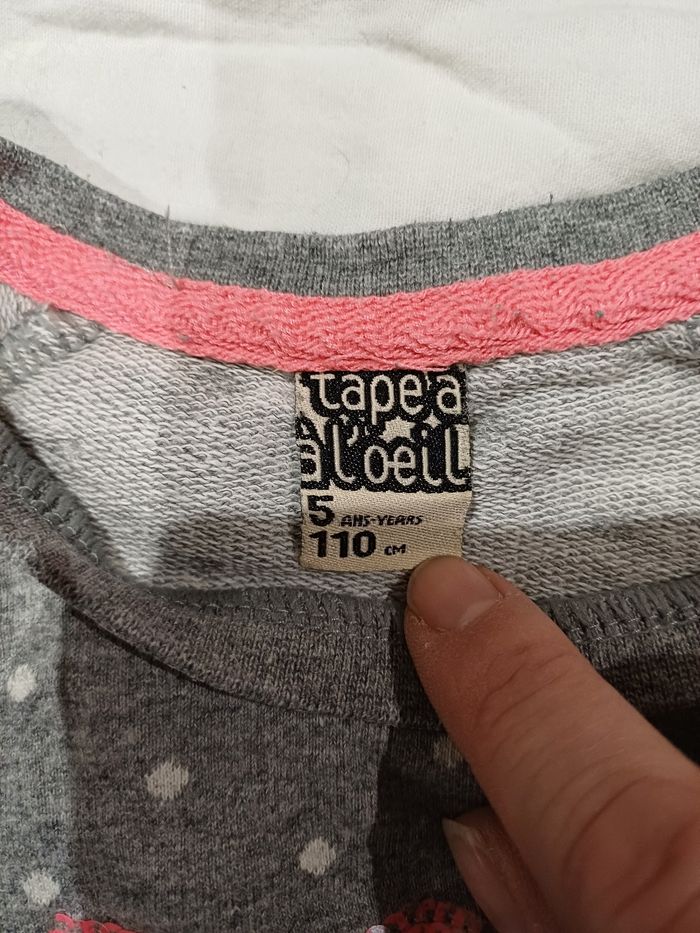 tape à
à l'oeil
5 ANS-YEARS
110 CM